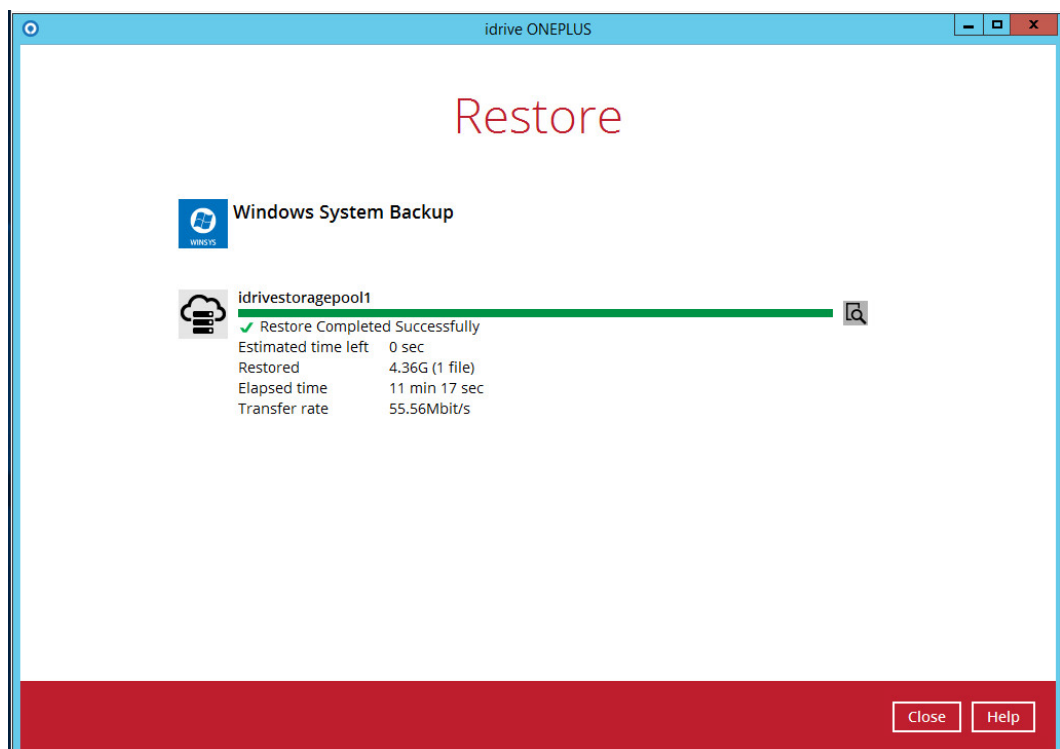 idrive ONEPLUS
Restore
Windows System Backup
WINSYS
idrivestoragepool1
Restore Completed Successfully
Estimated time left 0 sec
Restored 4.36G (1 file)
Elapsed time 11 min 17 sec
Transfer rate 55.56Mbit/s
Close Help